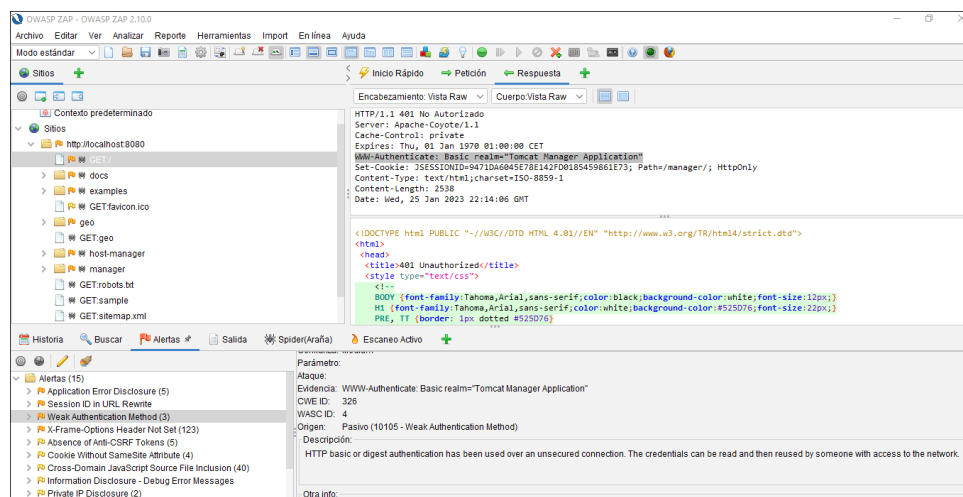 OWASP ZAP - OWASP ZAP 2.10.0
Archivo Editar Ver Analizar Reporte Herramientas Import En línea Ayuda
Modo estándar
Sitios
Inicio Rápido Petición Respuesta
Encabezamiento: Vista Raw Cuerpo:Vista Raw
Contexto predeterminado
Sitios
http://localhost:8080
GET:/
docs
examples
GET:favicon.ico
geo
GET:geo
host-manager
manager
GET:robots.txt
GET:sample
GET:sitemap.xml
HTTP/1.1 401 No Autorizado
Server: Apache-Coyote/1.1
Cache-Control: private
Expires: Thu, 01 Jan 1970 01:00:00 CET
WWW-Authenticate: Basic realm="Tomcat Manager Application"
Set-Cookie: JSESSIONID=9471DA6045E78E142FD0185459861E73; Path=/manager/; HttpOnly
Content-Type: text/html;charset=ISO-8859-1
Content-Length: 2538
Date: Wed, 25 Jan 2023 22:14:06 GMT
<!DOCTYPE html PUBLIC "-//W3C//DTD HTML 4.01//EN" "http://www.w3.org/TR/html4/strict.dtd">
<html>
<head>
<title>401 Unauthorized</title>
<style type="text/css">
<!--
BODY {font-family:Tahoma,Arial,sans-serif;color:black;background-color:white;font-size:12px;}
H1 {font-family:Tahoma,Arial,sans-serif;color:white;background-color:#525D76;font-size:22px;}
PRE, TT {border: 1px dotted #525D76}
Historia Buscar Alertas Salida Spider(Araña) Escaneo Activo
Alertas (15)
Application Error Disclosure (5)
Session ID in URL Rewrite
Weak Authentication Method (3)
X-Frame-Options Header Not Set (123)
Absence of Anti-CSRF Tokens (5)
Cookie Without SameSite Attribute (4)
Cross-Domain JavaScript Source File Inclusion (40)
Information Disclosure - Debug Error Messages
Private IP Disclosure (2)
Parámetro:
Ataque:
Evidencia: WWW-Authenticate: Basic realm="Tomcat Manager Application"
CWE ID: 326
WASC ID: 4
Origen: Pasivo (10105 - Weak Authentication Method)
Descripción:
HTTP basic or digest authentication has been used over an unsecured connection. The credentials can be read and then reused by someone with access to the network.
Otra info: